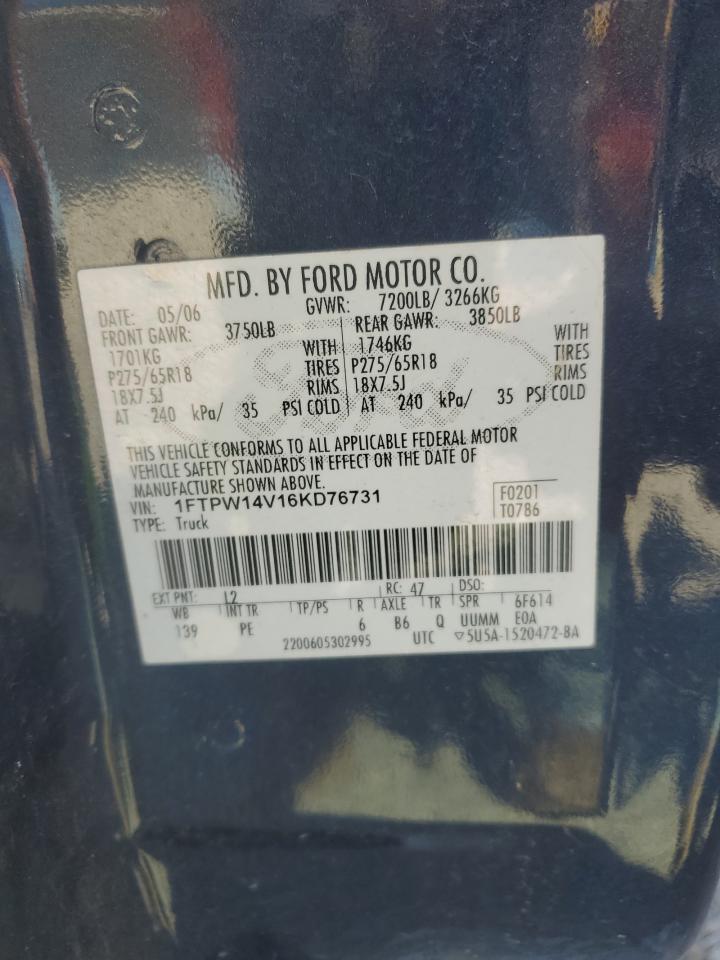 MFD. BY FORD MOTOR CO.
DATE: 05/06 GVWR: 7200LB/ 3266KG
FRONT GAWR: 3750LB REAR GAWR: 3850LB
1701KG WITH 1746KG WITH
P275/65R18 TIRES P275/65R18 TIRES
18X7.5J RIMS 18X7.5J RIMS
AT 240 kPa/ 35 PSI COLD AT 240 kPa/ 35 PSI COLD
THIS VEHICLE CONFORMS TO ALL APPLICABLE FEDERAL MOTOR
VEHICLE SAFETY STANDARDS IN EFFECT ON THE DATE OF
MANUFACTURE SHOWN ABOVE.
VIN: 1FTPW14V16KD76731 F0201
TYPE: Truck T0786
EXT PNT: L2 RC: 47 DSO:
WB INT TR TP/PS R AXLE TR SPR 6F614
139 PE 6 B6 Q UUMM EOA
2200605302995 UTC ▽5U5A-1520472-BA